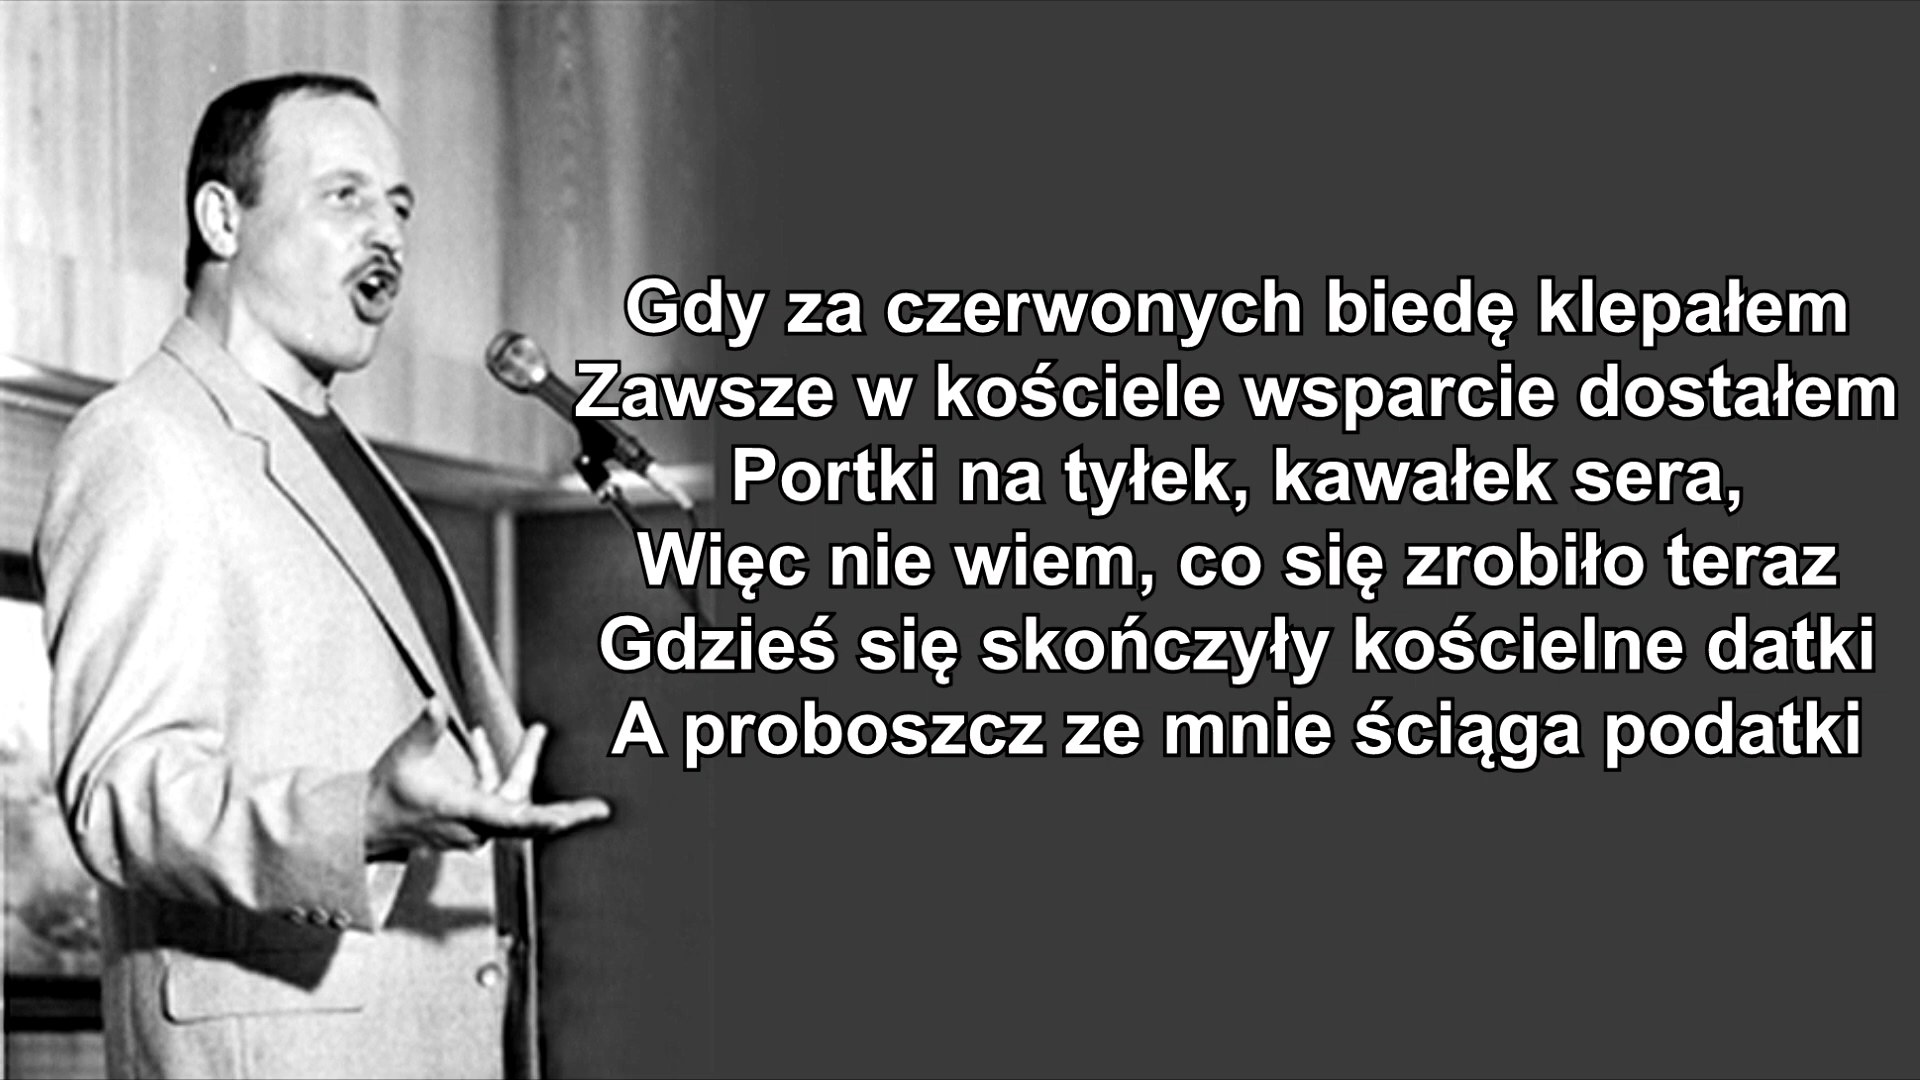 Gdy za czerwonych biedę klepałem
Zawsze w kościele wsparcie dostałem
Portki na tyłek, kawałek sera,
Więc nie wiem, co się zrobiło teraz
Gdzieś się skończyły kościelne datki
A proboszcz ze mnie ściąga podatki